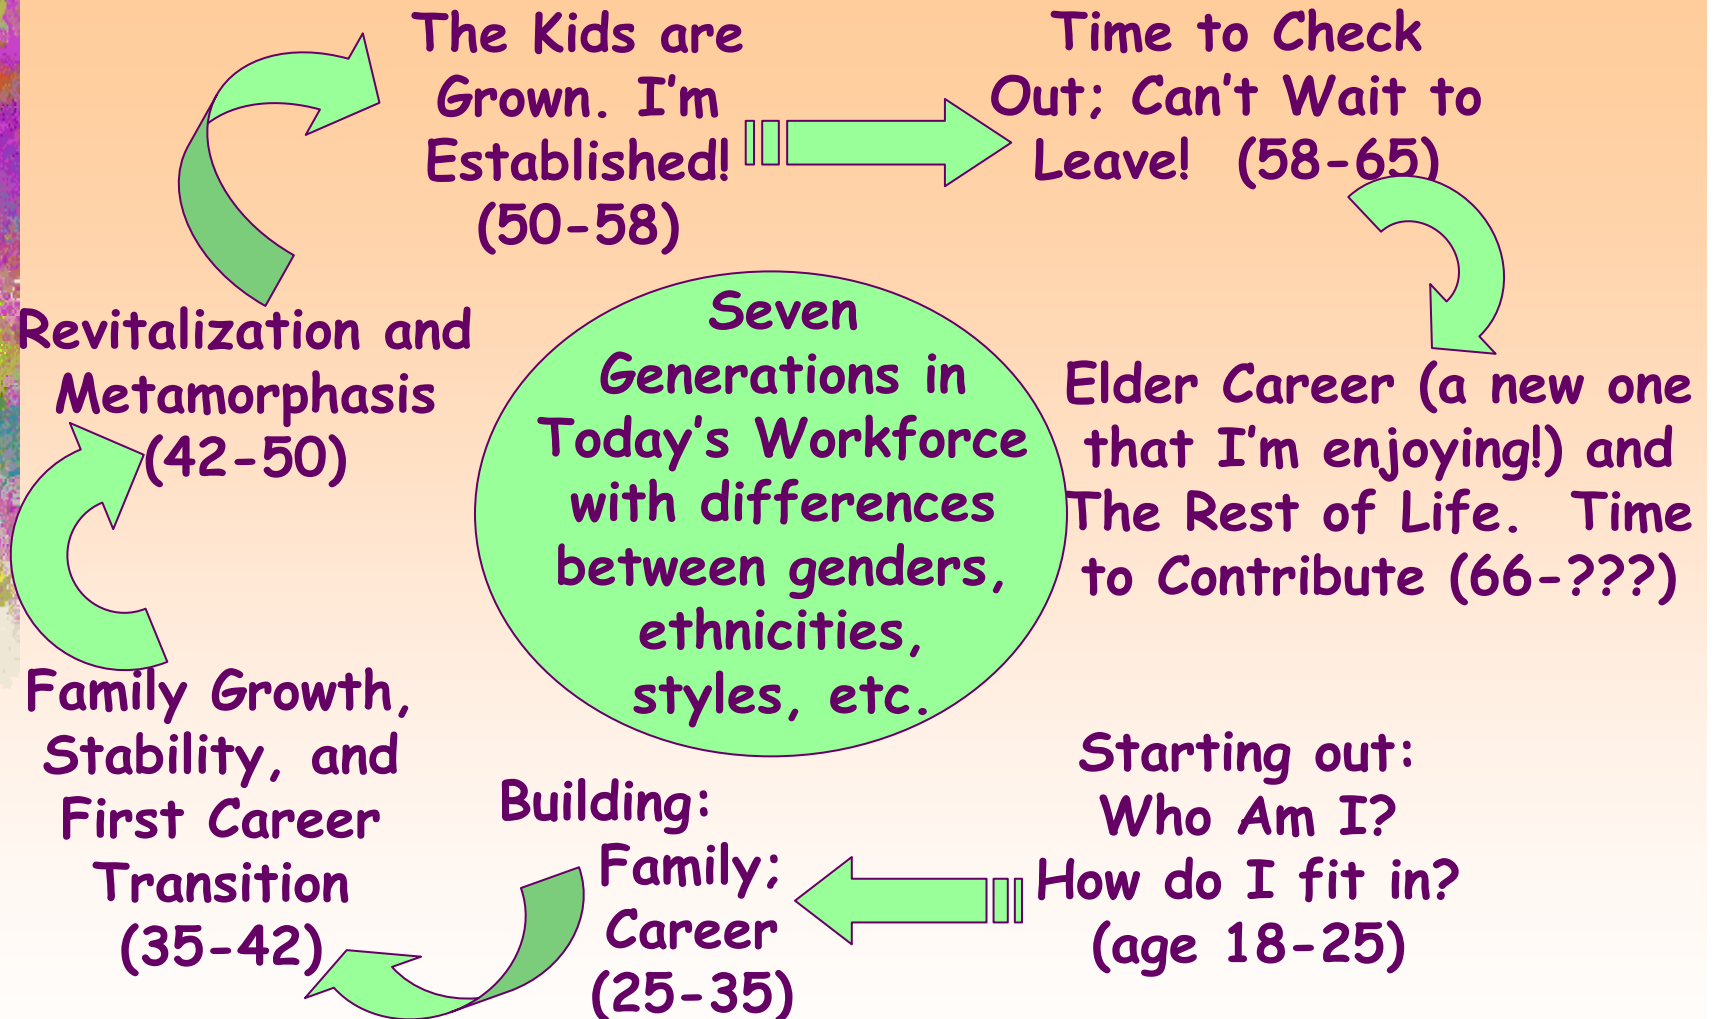 The Kids are
Grown. I'm
Established!
(50-58)
Time to Check
Out; Can't Wait to
Leave!  (58-65)
Revitalization and
Metamorphasis
(42-50)
Seven
Generations in
Today's Workforce
with differences
between genders,
ethnicities,
styles, etc.
Elder Career (a new one
that I'm enjoying!) and
The Rest of Life.  Time
to Contribute (66-???)
Family Growth,
Stability, and
First Career
Transition
(35-42)
Building:
Family;
Career
(25-35)
Starting out:
Who Am I?
How do I fit in?
(age 18-25)